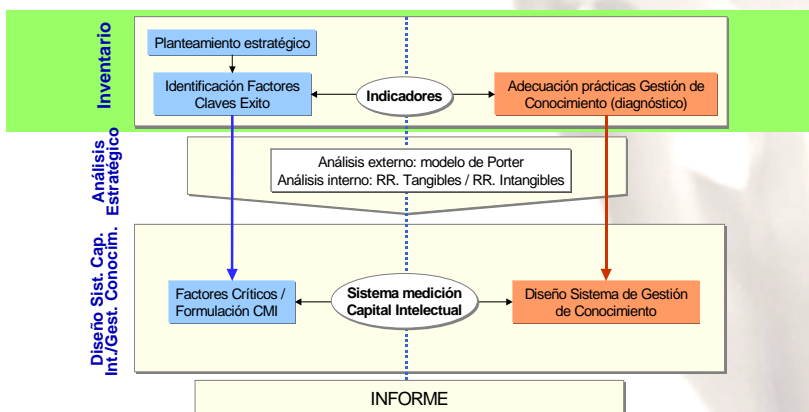 Inventario
Planteamiento estratégico
Identificación Factores
Claves Exito
Indicadores
Adecuación prácticas Gestión de
Conocimiento (diagnóstico)
Análisis
Estratégico
Análisis externo: modelo de Porter
Análisis interno: RR. Tangibles / RR. Intangibles
Diseño Sist. Cap.
Int./Gest. Conocim.
Factores Críticos /
Formulación CMI
Sistema medición
Capital Intelectual
Diseño Sistema de Gestión
de Conocimiento
INFORME